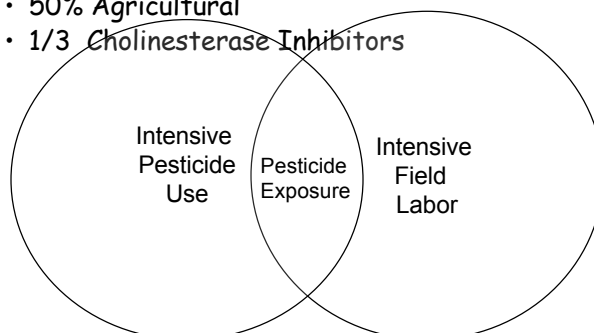 • 50% Agricultural
• 1/3 Cholinesterase Inhibitors
Intensive
Pesticide
Use
Pesticide
Exposure
Intensive
Field
Labor